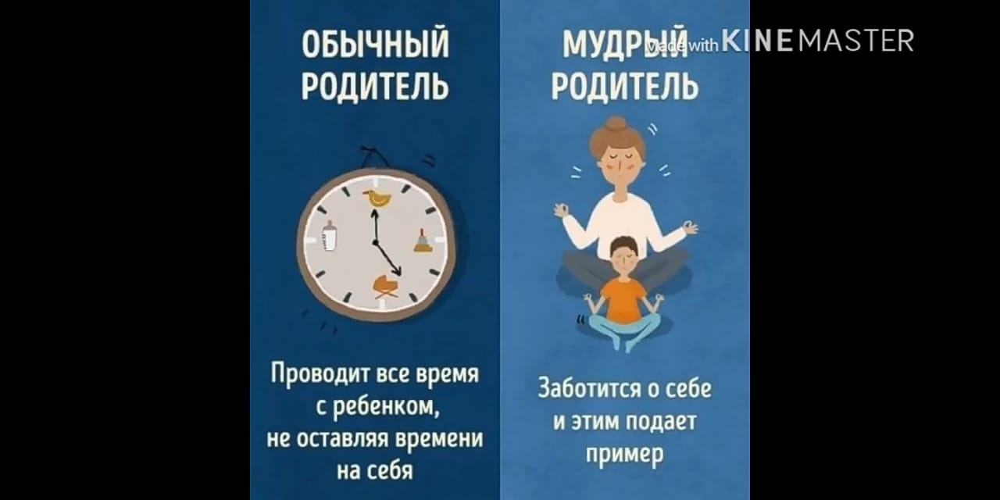 ОБЫЧНЫЙ
РОДИТЕЛЬ
Проводит все время
с ребенком,
не оставляя времени
на себя
МУДРЫЙ
РОДИТЕЛЬ
Заботится о себе
и этим подает
пример
Made with KINEMASTER